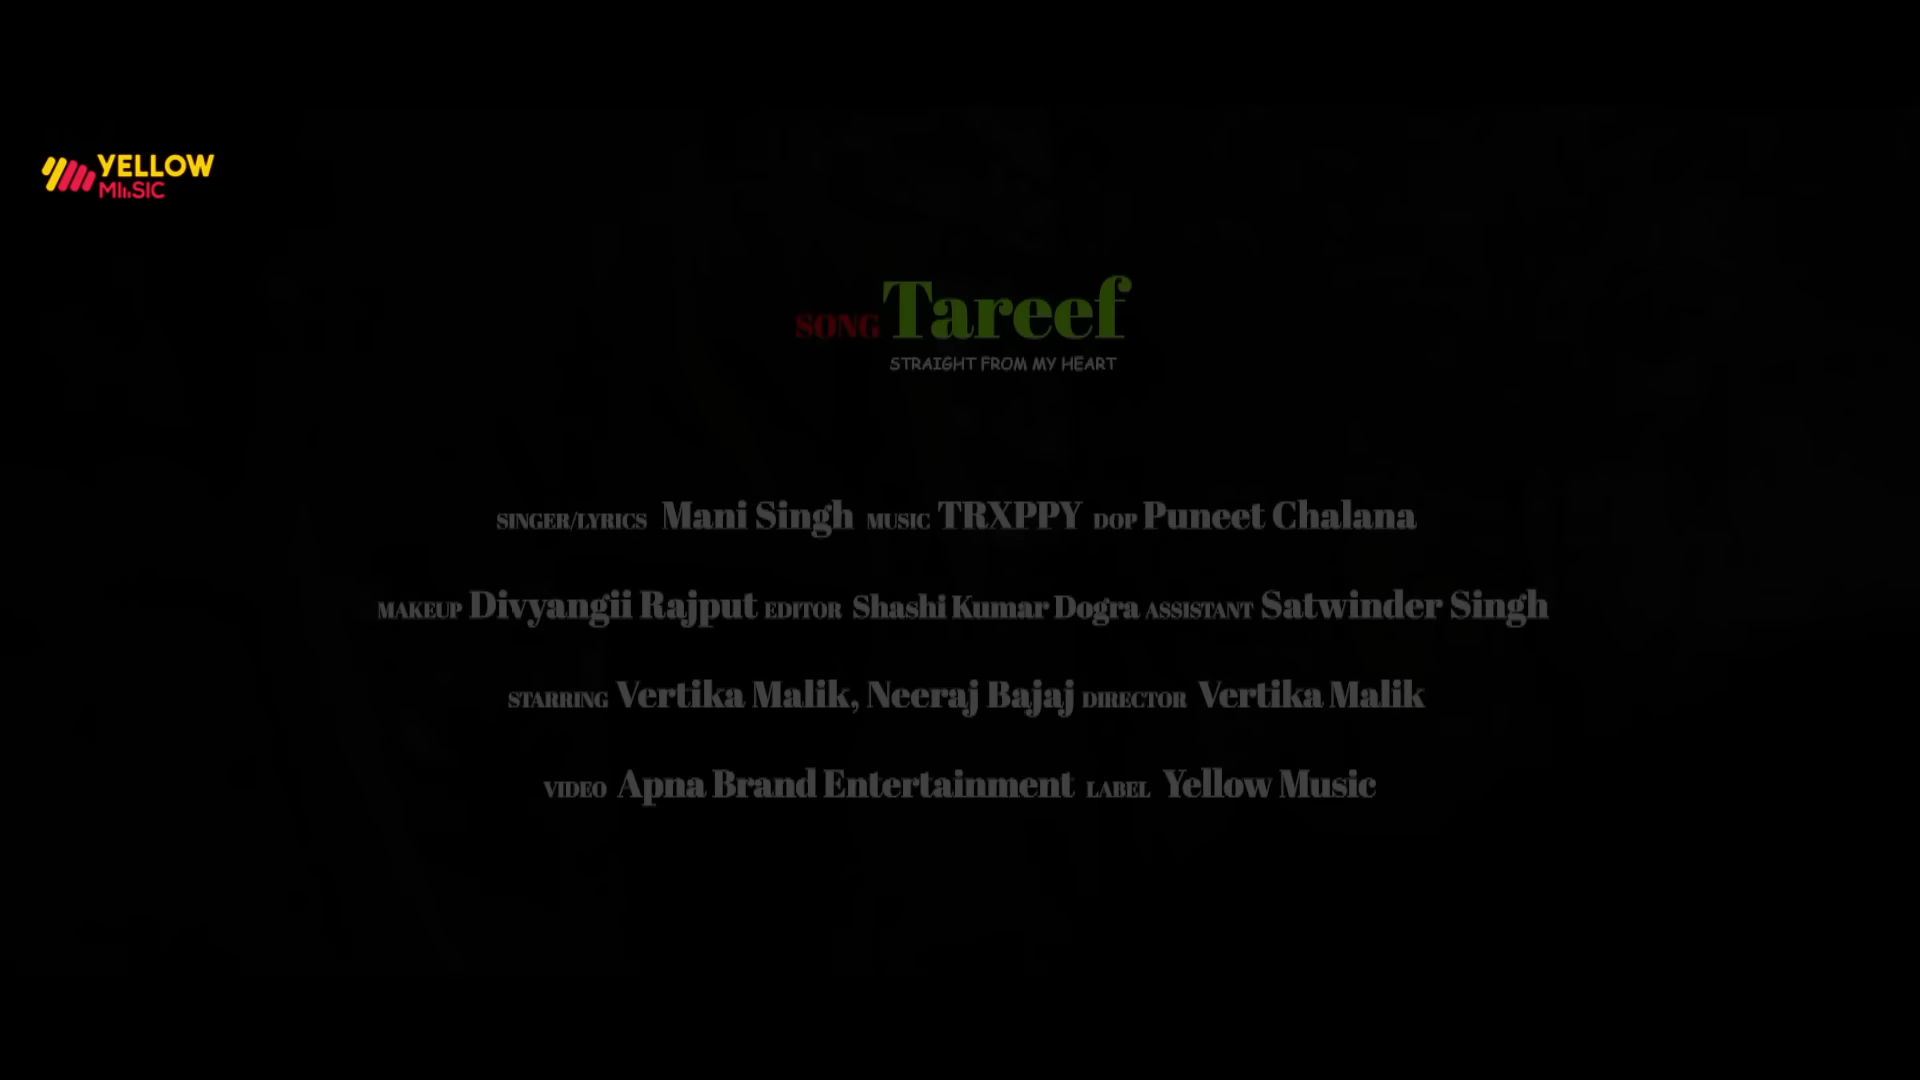 YELLOW
MUSIC
SONG Tareef
STRAIGHT FROM MY HEART
SINGER/LYRICS Mani Singh MUSIC TRXPPY DOP Puneet Chalana
MAKEUP Divyangii Rajput EDITOR Shashi Kumar Dogra ASSISTANT Satwinder Singh
STARRING Vertika Malik, Neeraj Bajaj DIRECTOR Vertika Malik
VIDEO Apna Brand Entertainment LABEL Yellow Music